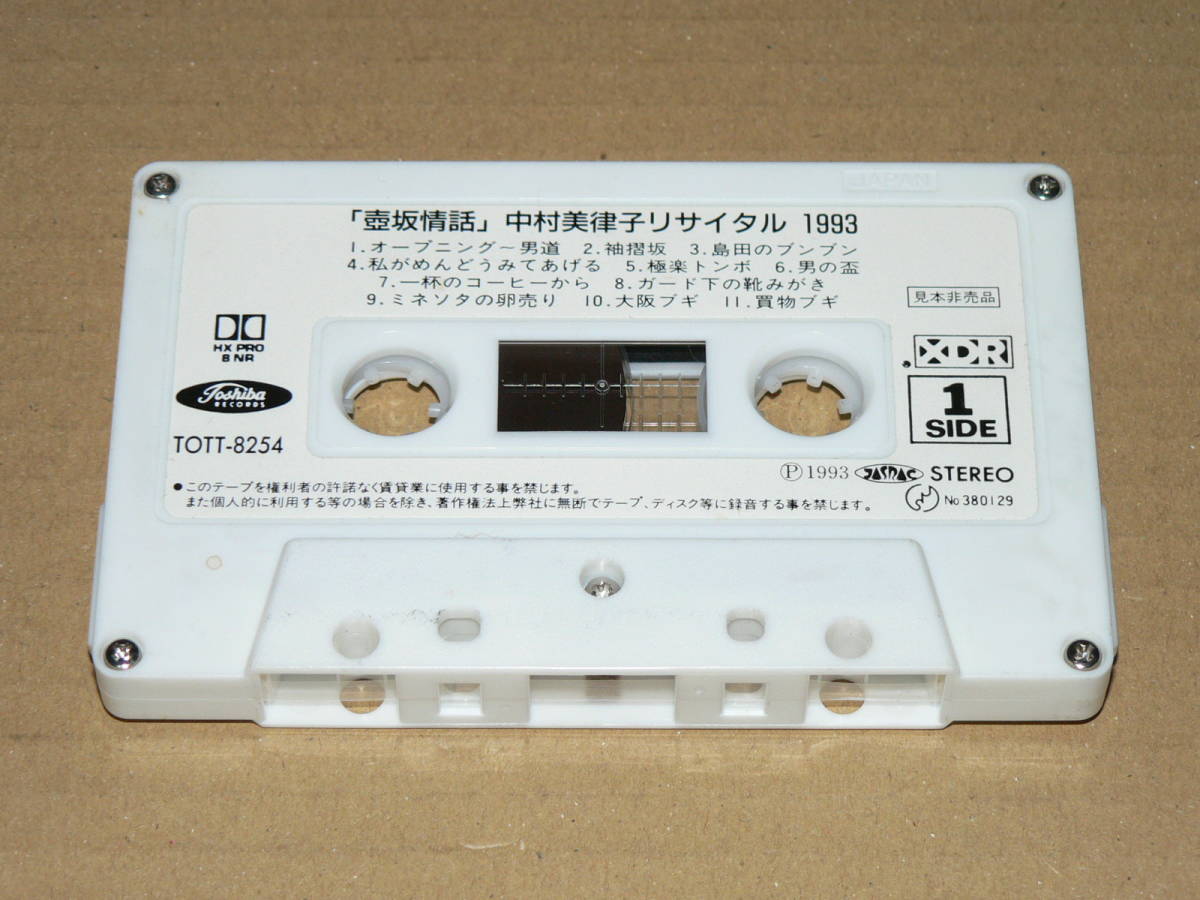 JAPAN
「壺坂情話」中村美律子リサイタル 1993
1.オープニング～男道 2.袖摺坂 3.島田のブンブン
4.私がめんどうみてあげる 5.極楽トンボ 6.男の盃
7.一杯のコーヒーから 8.ガード下の靴みがき
9.ミネソタの卵売り 10.大阪ブギ 11.買物ブギ
見本非売品
HX PRO
B NR
XDR
Toshiba
RECORDS
1
SIDE
TOTT-8254
Ⓟ1993 JASRAC STEREO
●このテープを権利者の許諾なく賃貸業に使用する事を禁じます。
また個人的に利用する等の場合を除き、著作権法上弊社に無断でテープ、ディスク等に録音する事を禁じます。
No380129